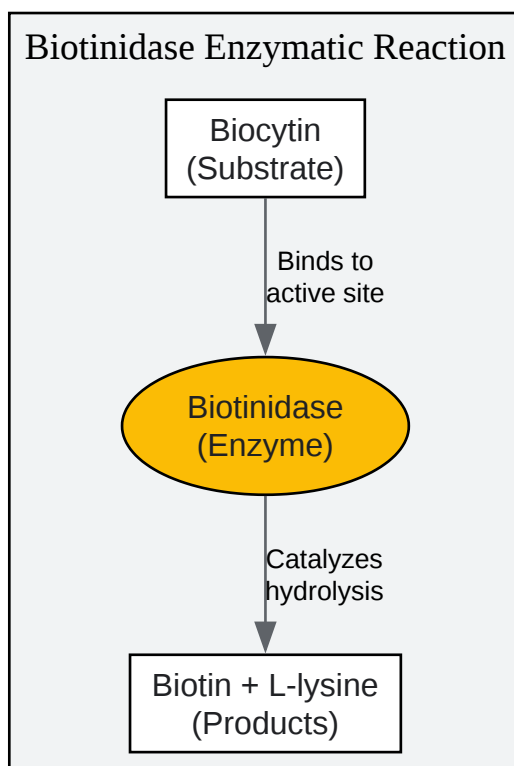 Biotinidase Enzymatic Reaction
Biocytin
(Substrate)
Binds to
active site
Biotinidase
(Enzyme)
Catalyzes
hydrolysis
Biotin + L-lysine
(Products)